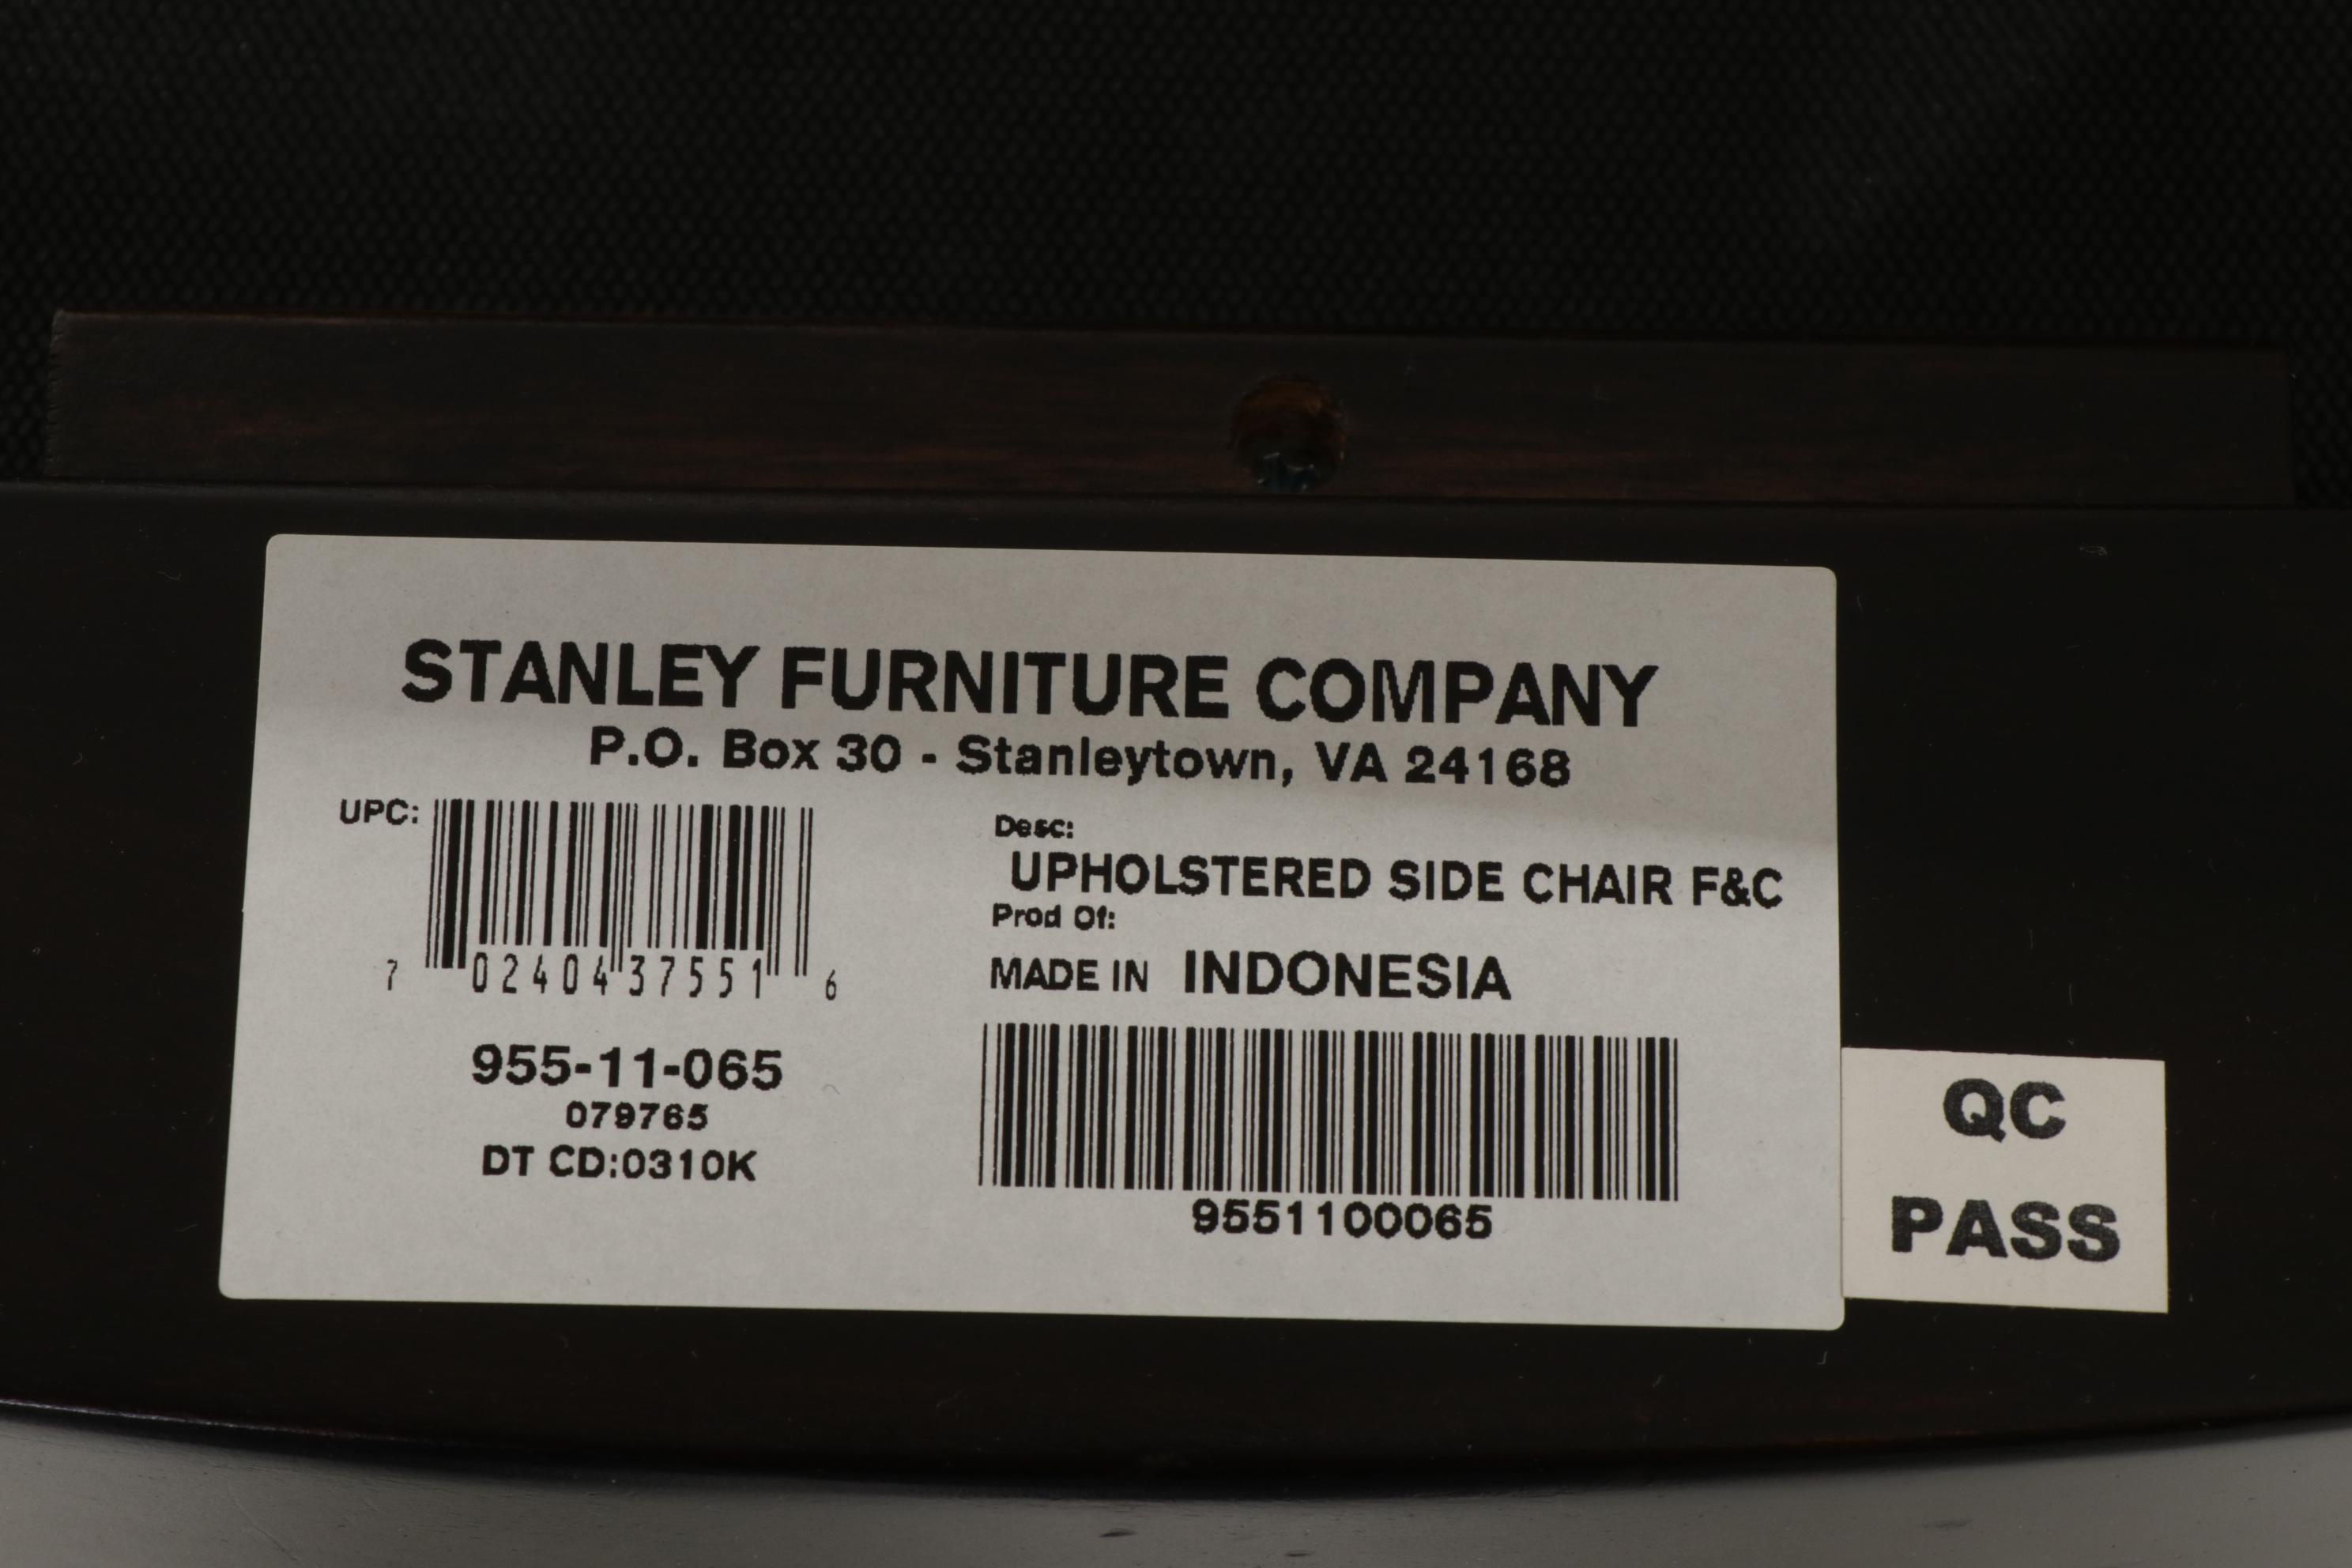 STANLEY FURNITURE COMPANY
P.O. Box 30 - Stanleytown, VA 24168
UPC:
7 02404 37551 6
955-11-065
079765
DT CD:0310K
Desc:
UPHOLSTERED SIDE CHAIR F&C
Prod Of:
MADE IN INDONESIA
9551100065
QC
PASS